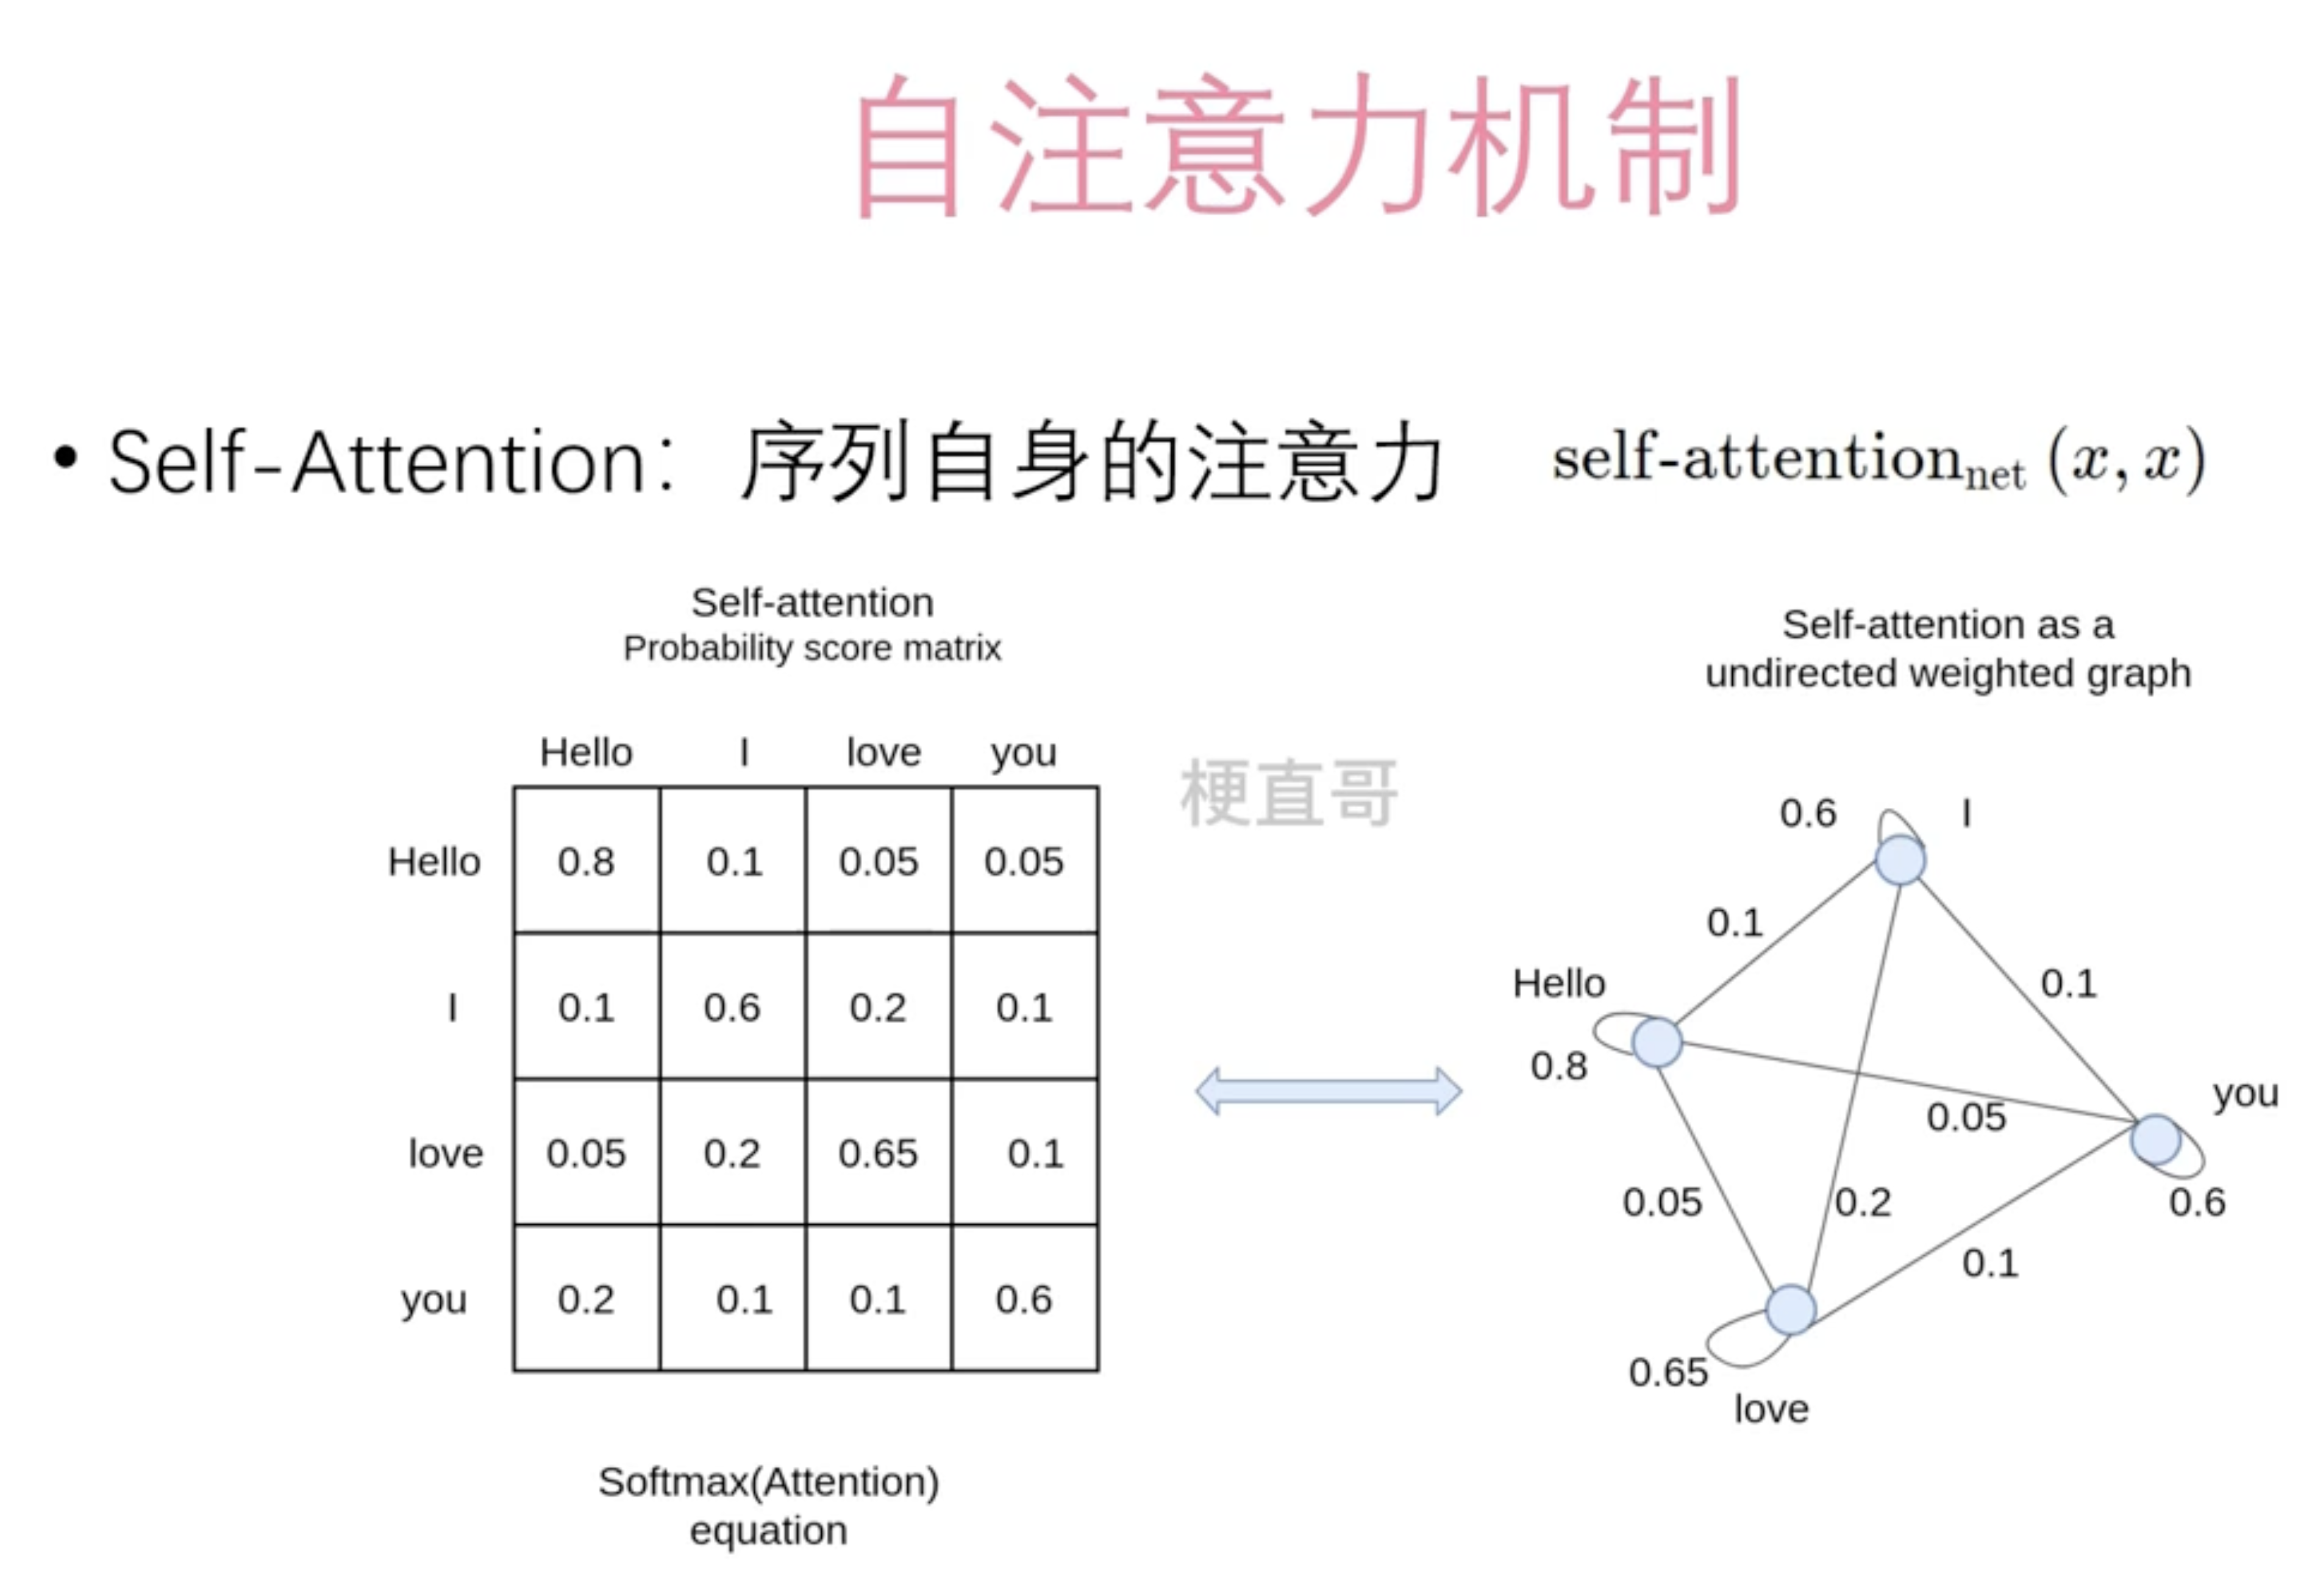 自注意力机制
• Self-Attention： 序列自身的注意力 self-attention_net (x, x)
Self-attention
Probability score matrix
Hello I love you
Hello 0.8 0.1 0.05 0.05
I 0.1 0.6 0.2 0.1
love 0.05 0.2 0.65 0.1
you 0.2 0.1 0.1 0.6
Softmax(Attention)
equation
梗直哥
Self-attention as a
undirected weighted graph
0.6 I
0.1
0.1
Hello
0.8
you
0.05
0.05
0.2
0.6
0.1
0.65
love